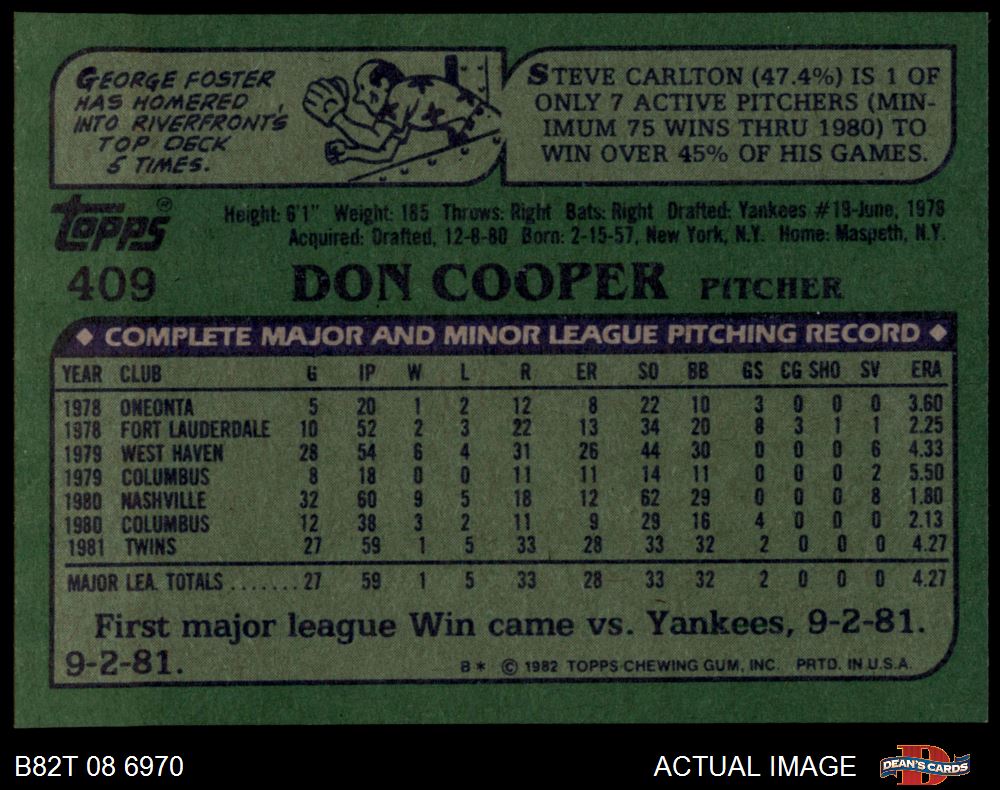 GEORGE FOSTER
HAS HOMERED
INTO RIVERFRONT'S
TOP DECK
5 TIMES.
STEVE CARLTON (47.4%) IS 1 OF
ONLY 7 ACTIVE PITCHERS (MIN-
IMUM 75 WINS THRU 1980) TO
WIN OVER 45% OF HIS GAMES.
topps®
Height: 6'1" Weight: 185 Throws: Right Bats: Right Drafted: Yankees #19-June, 1978
Acquired: Drafted, 12-8-80 Born: 2-15-57, New York, N.Y. Home: Maspeth, N.Y.
409 DON COOPER PITCHER
◆ COMPLETE MAJOR AND MINOR LEAGUE PITCHING RECORD ◆
YEAR CLUB G IP W L R ER SO BB GS CG SHO SV ERA
1978 ONEONTA 5 20 1 2 12 8 22 10 3 0 0 0 3.60
1978 FORT LAUDERDALE 10 52 2 3 22 13 34 20 8 3 1 1 2.25
1979 WEST HAVEN 28 54 6 4 31 26 44 30 0 0 0 6 4.33
1979 COLUMBUS 8 18 0 0 11 11 14 11 0 0 0 2 5.50
1980 NASHVILLE 32 60 9 5 18 12 62 29 0 0 0 8 1.80
1980 COLUMBUS 12 38 3 2 11 9 29 16 4 0 0 0 2.13
1981 TWINS 27 59 1 5 33 28 33 32 2 0 0 0 4.27
MAJOR LEA. TOTALS ....... 27 59 1 5 33 28 33 32 2 0 0 0 4.27
First major league Win came vs. Yankees, 9-2-81.
9-2-81.
B* © 1982 TOPPS CHEWING GUM, INC. PRTD. IN U.S.A.
B82T 08 6970
ACTUAL IMAGE
D
DEAN'S CARDS